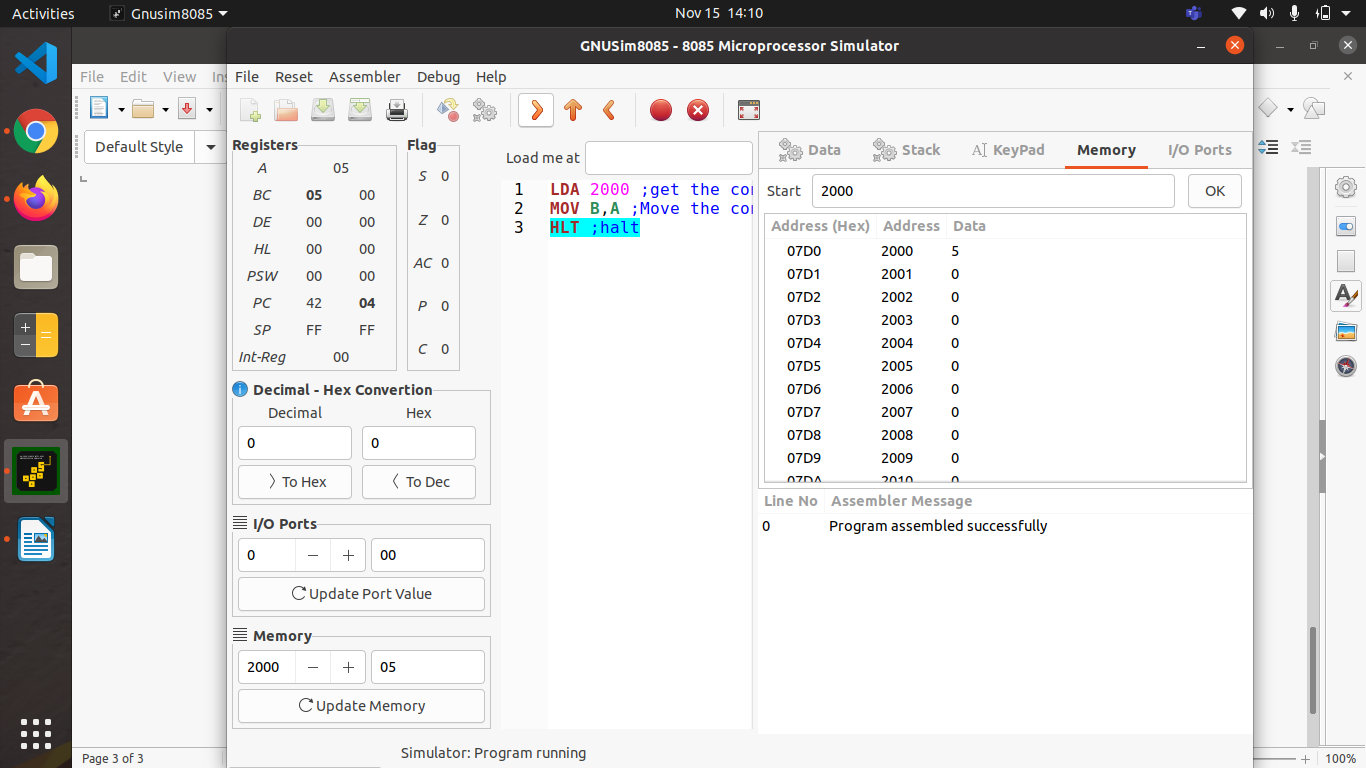 Activities Gnusim8085 Nov 15 14:10
GNUSim8085 - 8085 Microprocessor Simulator
File Edit View Ins
File Reset Assembler Debug Help
Default Style
Registers
A 05
BC 05 00
DE 00 00
HL 00 00
PSW 00 00
PC 42 04
SP FF FF
Int-Reg 00
Flag
S 0
Z 0
AC 0
P 0
C 0
Decimal - Hex Convertion
Decimal Hex
0 0
To Hex To Dec
I/O Ports
0 − + 00
Update Port Value
Memory
2000 − + 05
Update Memory
Load me at
1 LDA 2000 ;get the con
2 MOV B,A ;Move the con
3 HLT ;halt
Data Stack KeyPad Memory I/O Ports
Start 2000 OK
Address (Hex) Address Data
07D0 2000 5
07D1 2001 0
07D2 2002 0
07D3 2003 0
07D4 2004 0
07D5 2005 0
07D6 2006 0
07D7 2007 0
07D8 2008 0
07D9 2009 0
07DA 2010 0
Line No Assembler Message
0 Program assembled successfully
Simulator: Program running
Page 3 of 3
100%